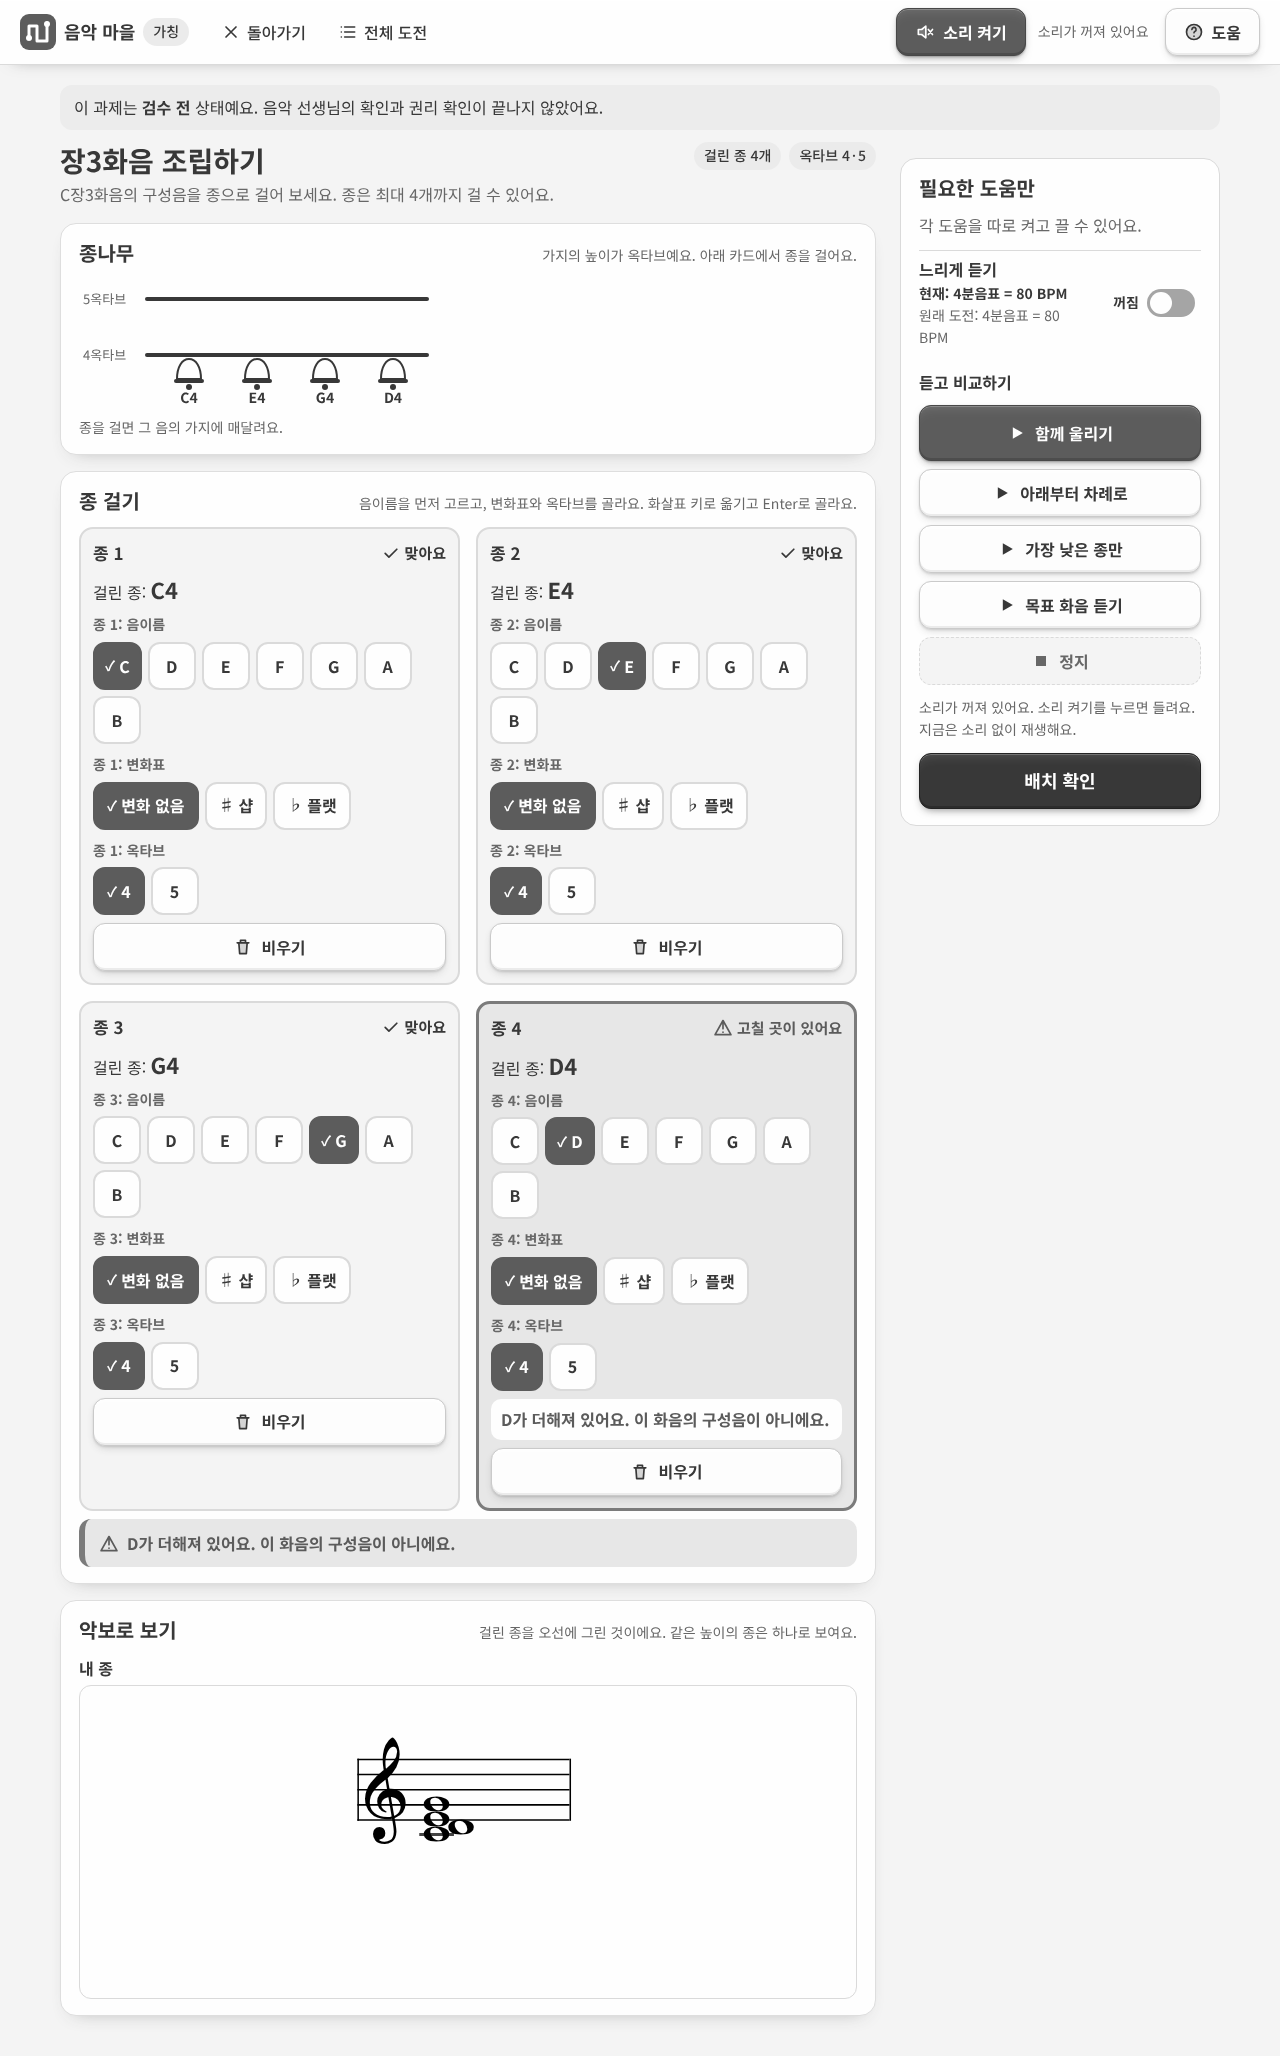 음악 마을 가칭 돌아가기 전체 도전 소리 켜기 소리가 꺼져 있어요 도움
이 과제는 검수 전 상태예요. 음악 선생님의 확인과 권리 확인이 끝나지 않았어요.
장3화음 조립하기
걸린 종 4개 옥타브 4·5
C장3화음의 구성음을 종으로 걸어 보세요. 종은 최대 4개까지 걸 수 있어요.
종나무
가지의 높이가 옥타브예요. 아래 카드에서 종을 걸어요.
5옥타브
4옥타브
C4 E4 G4 D4
종을 걸면 그 음의 가지에 매달려요.
종 걸기
음이름을 먼저 고르고, 변화표와 옥타브를 골라요. 화살표 키로 옮기고 Enter로 골라요.
종 1 맞아요
걸린 종: C4
종 1: 음이름
✓ C D E F G A
B
종 1: 변화표
✓ 변화 없음 ♯ 샵 ♭ 플랫
종 1: 옥타브
✓ 4 5
비우기
종 2 맞아요
걸린 종: E4
종 2: 음이름
C D ✓ E F G A
B
종 2: 변화표
✓ 변화 없음 ♯ 샵 ♭ 플랫
종 2: 옥타브
✓ 4 5
비우기
종 3 맞아요
걸린 종: G4
종 3: 음이름
C D E F ✓ G A
B
종 3: 변화표
✓ 변화 없음 ♯ 샵 ♭ 플랫
종 3: 옥타브
✓ 4 5
비우기
종 4 고칠 곳이 있어요
걸린 종: D4
종 4: 음이름
C ✓ D E F G A
B
종 4: 변화표
✓ 변화 없음 ♯ 샵 ♭ 플랫
종 4: 옥타브
✓ 4 5
D가 더해져 있어요. 이 화음의 구성음이 아니에요.
비우기
D가 더해져 있어요. 이 화음의 구성음이 아니에요.
악보로 보기
걸린 종을 오선에 그린 것이에요. 같은 높이의 종은 하나로 보여요.
내 종
필요한 도움만
각 도움을 따로 켜고 끌 수 있어요.
느리게 듣기
현재: 4분음표 = 80 BPM
원래 도전: 4분음표 = 80
BPM
꺼짐
듣고 비교하기
함께 울리기
아래부터 차례로
가장 낮은 종만
목표 화음 듣기
정지
소리가 꺼져 있어요. 소리 켜기를 누르면 들려요.
지금은 소리 없이 재생해요.
배치 확인